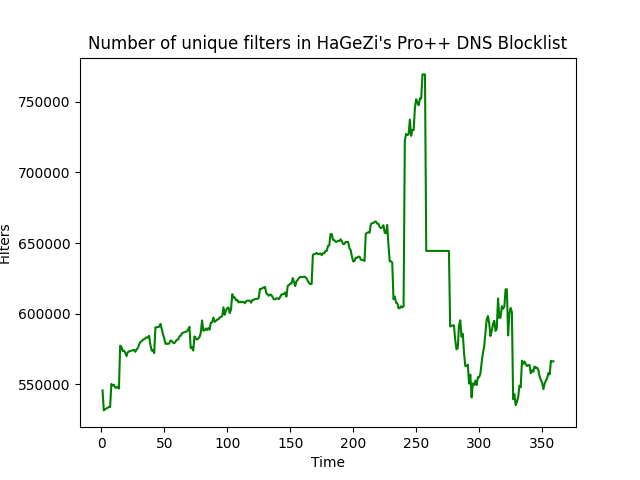 Number of unique filters in HaGeZi's Pro++ DNS Blocklist
750000
700000
650000
600000
550000
Filters
0 50 100 150 200 250 300 350
Time